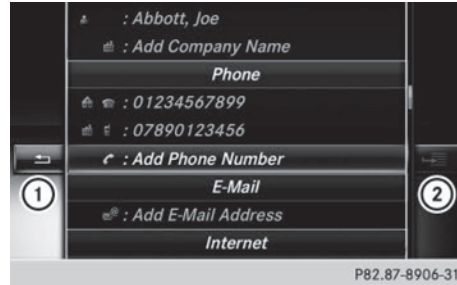 : Abbott, Joe
: Add Company Name
Phone
: 01234567899
: 07890123456
: Add Phone Number
E-Mail
: Add E-Mail Address
Internet
1
2
P82.87-8906-31